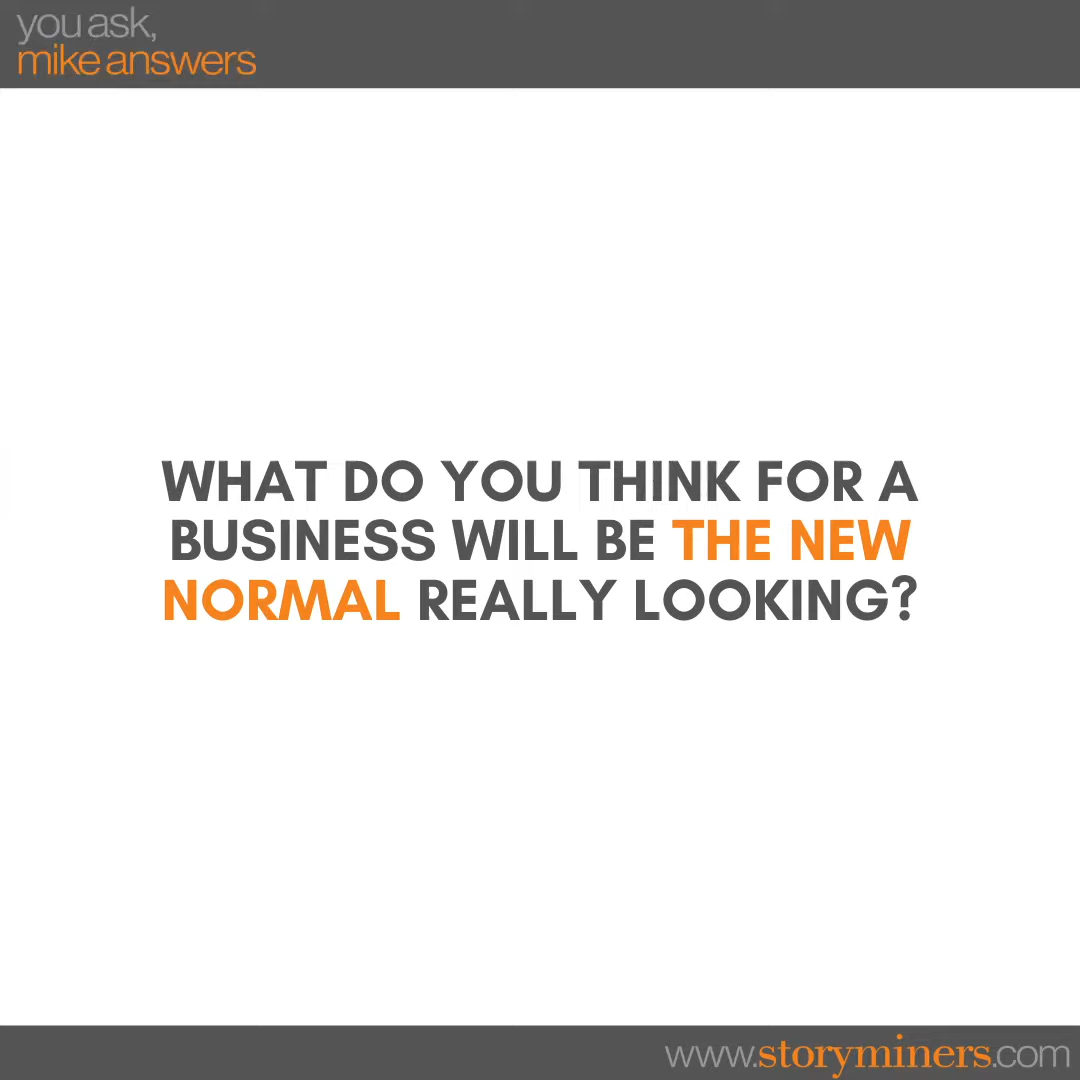 you ask,
mike answers
WHAT DO YOU THINK FOR A
BUSINESS WILL BE THE NEW
NORMAL REALLY LOOKING?
www.storyminers.com